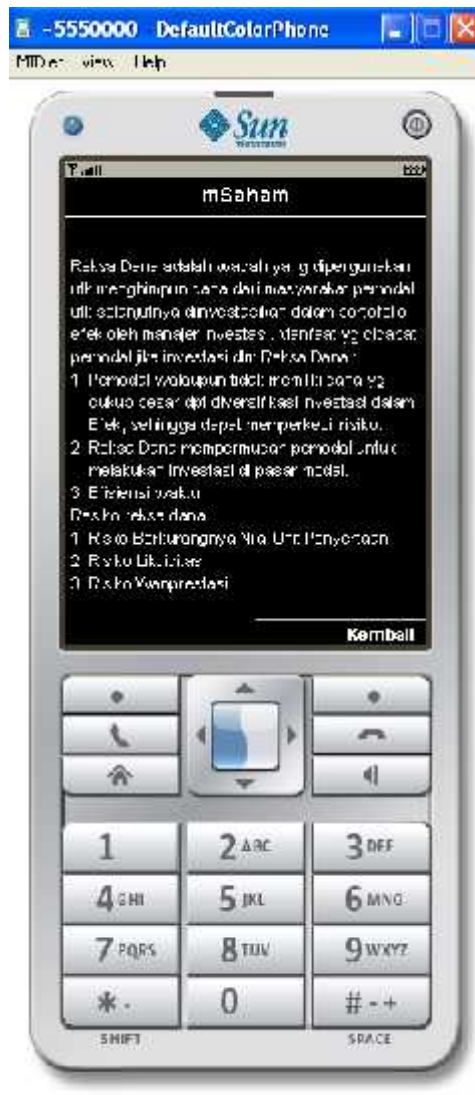 -5550000 DefaultColorPhone
MIDlet View Help
Sun
mSaham
Reksa Dana adalah wadah yang dipergunakan
utk menghimpun dana dari masyarakat pemodal
utk selanjutnya diinvestasikan dalam portofolio
efek oleh manajer investasi. Manfaat yg didapat
pemodal jika investasi dlm Reksa Dana :
1 Pemodal walaupun tidak memiliki dana yg
cukup besar dpt diversifikasi investasi dalam
Efek, sehingga dapat memperkecil risiko.
2 Reksa Dana mempermudah pemodal untuk
melakukan investasi di pasar modal.
3 Efisiensi waktu
Resiko reksa dana
1 Risiko Berkurangnya Nilai Unit Penyertaan
2 Risiko Likuiditas
3 Risiko Wanprestasi
Kembali
1 2 ABC 3 DEF
4 GHI 5 JKL 6 MNO
7 PQRS 8 TUV 9 WXYZ
* . 0 # - +
SHIFT SPACE